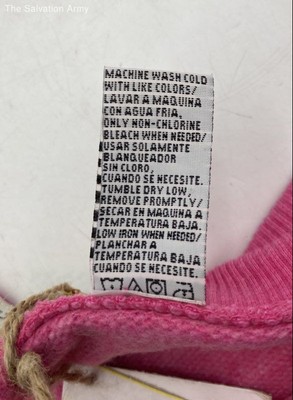 The Salvation Army
MACHINE WASH COLD
WITH LIKE COLORS/
LAVAR A MAQUINA
CON AGUA FRIA.
ONLY NON-CHLORINE
BLEACH WHEN NEEDED/
USAR SOLAMENTE
BLANQUEADOR
SIN CLORO,
CUANDO SE NECESITE.
TUMBLE DRY LOW,
REMOVE PROMPTLY/
SECAR EN MAQUINA A
TEMPERATURA BAJA.
LOW IRON WHEN NEEDED/
PLANCHAR A
TEMPERATURA BAJA
CUANDO SE NECESITE.